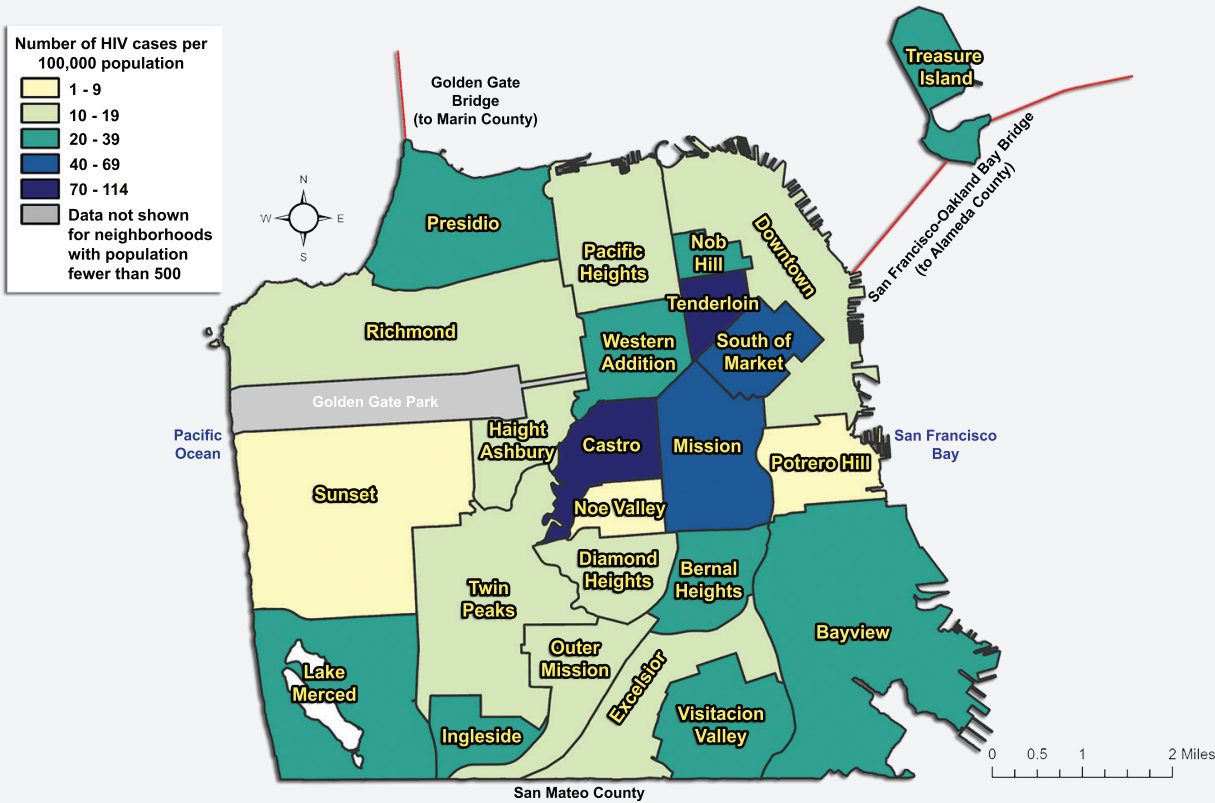 Number of HIV cases per
100,000 population
1 - 9
10 - 19
20 - 39
40 - 69
70 - 114
Data not shown
for neighborhoods
with population
fewer than 500
Golden Gate
Bridge
(to Marin County)
Treasure
Island
San Francisco-Oakland Bay Bridge
(to Alameda County)
N
W
E
S
Presidio
Pacific
Heights
Nob
Hill
Downtown
Tenderloin
Richmond
Western
Addition
South of
Market
Golden Gate Park
Pacific
Ocean
Haight
Ashbury
Castro
Mission
Potrero Hill
San Francisco
Bay
Sunset
Noe Valley
Diamond
Heights
Bernal
Heights
Twin
Peaks
Bayview
Outer
Mission
Excelsior
Lake
Merced
Ingleside
Visitacion
Valley
0 0.5 1 2 Miles
San Mateo County